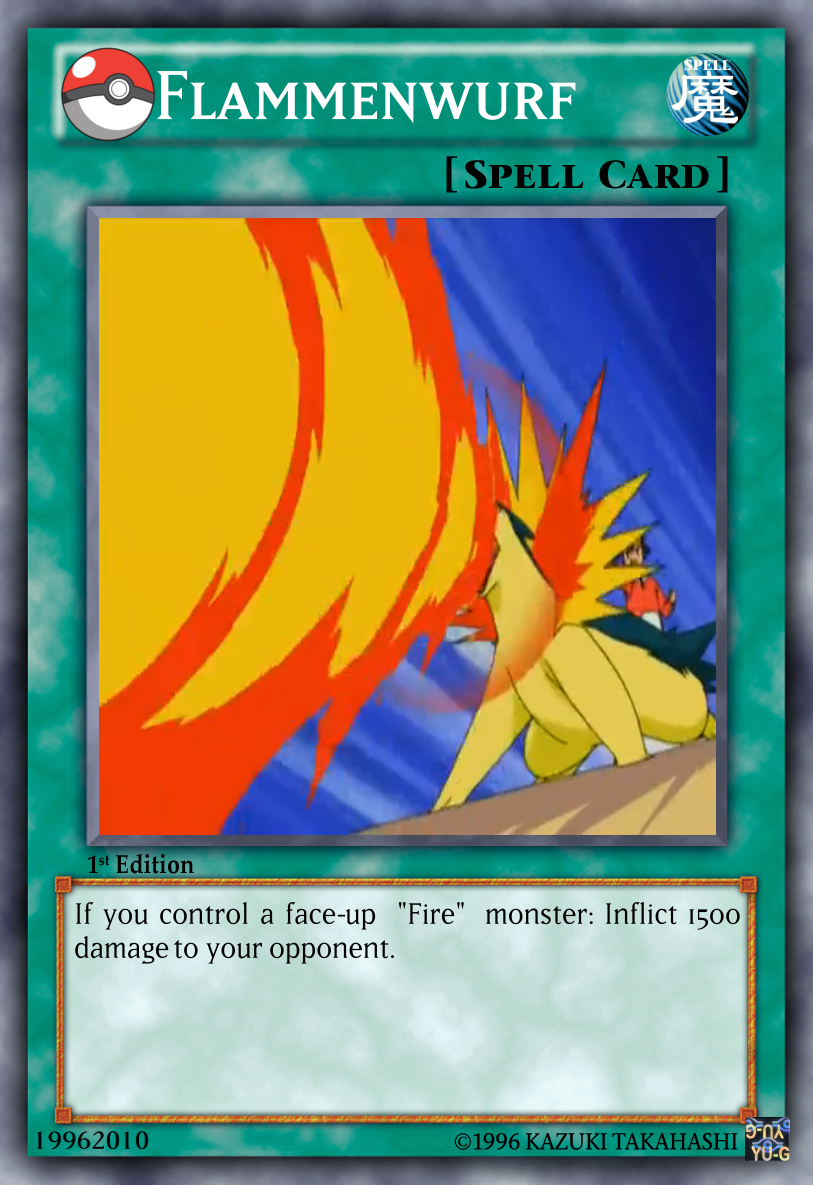 FLAMMENWURF
SPELL
魔
[SPELL CARD]
1st Edition
If you control a face-up "Fire" monster: Inflict 1500
damage to your opponent.
19962010
©1996 KAZUKI TAKAHASHI
YU-G